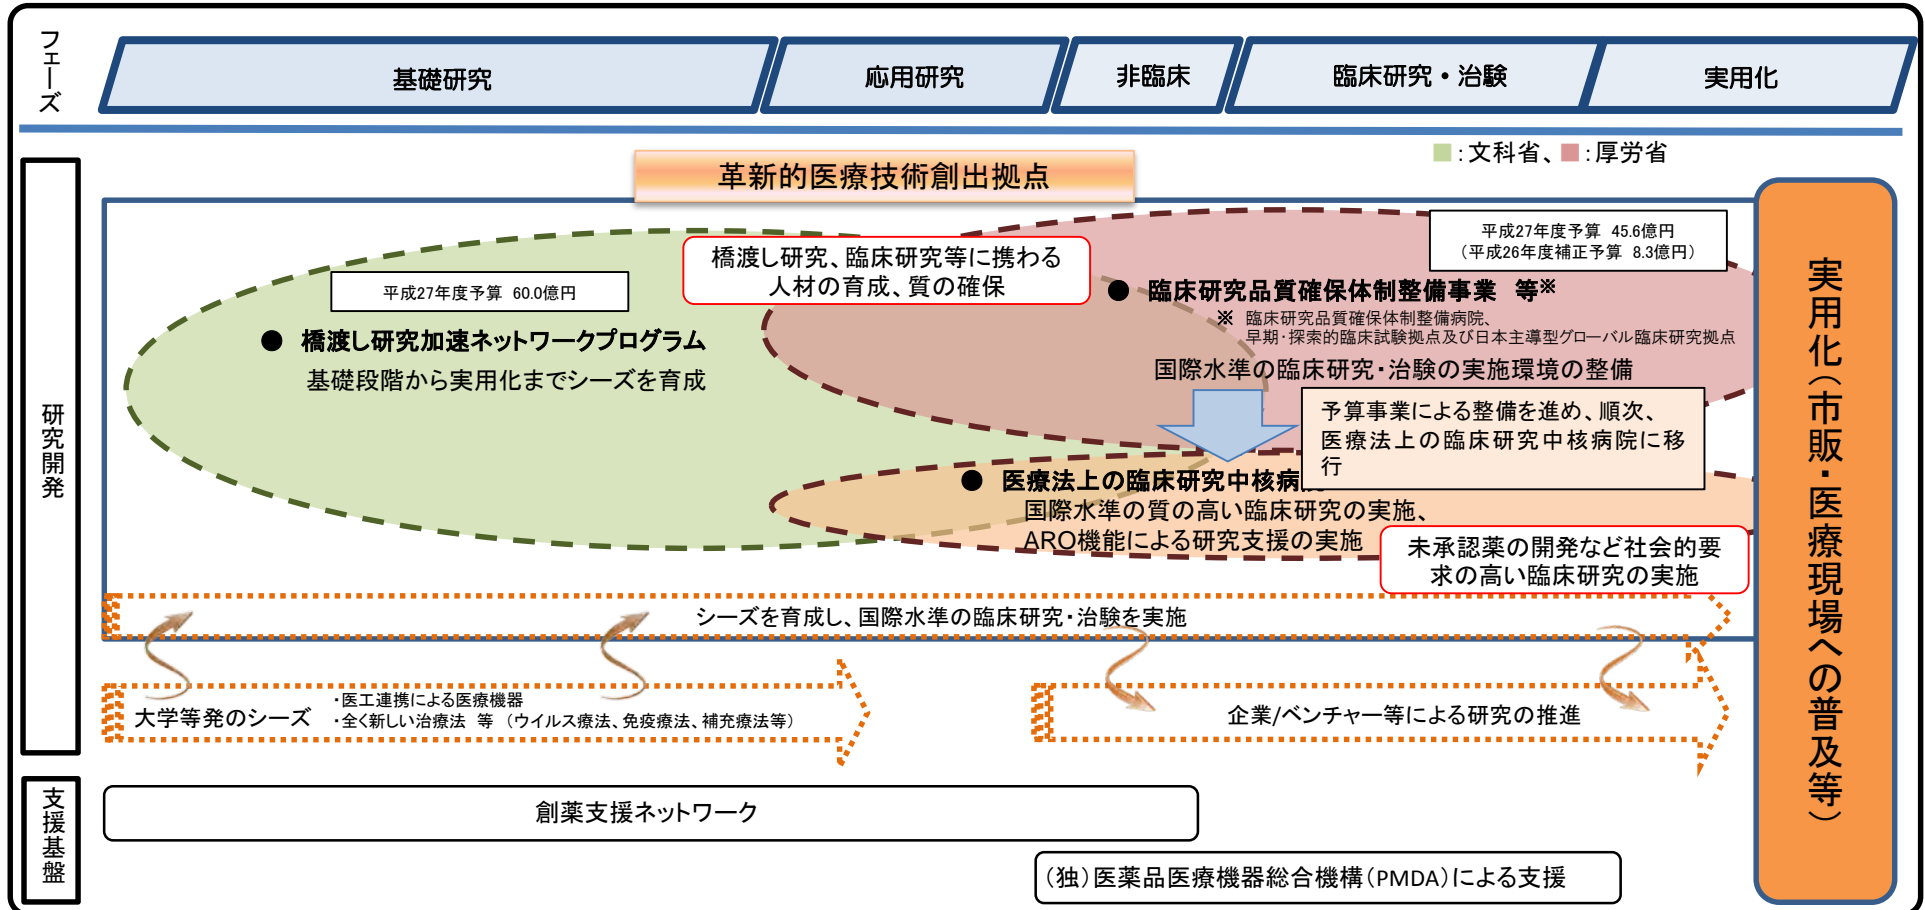 フェーズ
基礎研究
応用研究
非臨床
臨床研究・治験
実用化
■：文科省、■：厚労省
革新的医療技術創出拠点
研究開発
平成27年度予算 45.6億円
（平成26年度補正予算 8.3億円）
橋渡し研究、臨床研究等に携わる
人材の育成、質の確保
平成27年度予算 60.0億円
● 臨床研究品質確保体制整備事業 等※
※ 臨床研究品質確保体制整備病院、
早期・探索的臨床試験拠点及び日本主導型グローバル臨床研究拠点
国際水準の臨床研究・治験の実施環境の整備
● 橋渡し研究加速ネットワークプログラム
基礎段階から実用化までシーズを育成
予算事業による整備を進め、順次、
医療法上の臨床研究中核病院に移
行
● 医療法上の臨床研究中核病院
国際水準の質の高い臨床研究の実施、
ARO機能による研究支援の実施
未承認薬の開発など社会的要
求の高い臨床研究の実施
シーズを育成し、国際水準の臨床研究・治験を実施
大学等発のシーズ
・医工連携による医療機器
・全く新しい治療法 等 （ウイルス療法、免疫療法、補充療法等）
企業/ベンチャー等による研究の推進
実用化（市販・医療現場への普及等）
支援基盤
創薬支援ネットワーク
（独）医薬品医療機器総合機構（PMDA）による支援